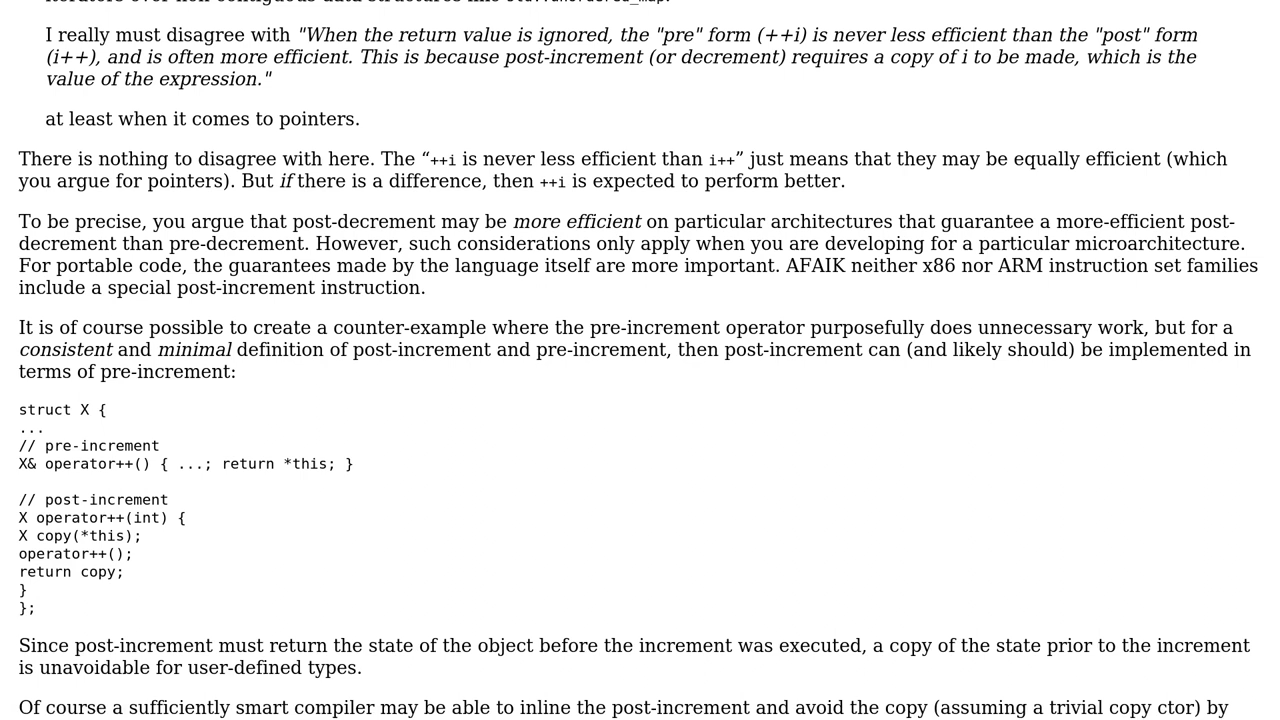 I really must disagree with "When the return value is ignored, the "pre" form (++i) is never less efficient than the "post" form
(i++), and is often more efficient. This is because post-increment (or decrement) requires a copy of i to be made, which is the
value of the expression."
at least when it comes to pointers.
There is nothing to disagree with here. The “++i is never less efficient than i++” just means that they may be equally efficient (which
you argue for pointers). But if there is a difference, then ++i is expected to perform better.
To be precise, you argue that post-decrement may be more efficient on particular architectures that guarantee a more-efficient post-
decrement than pre-decrement. However, such considerations only apply when you are developing for a particular microarchitecture.
For portable code, the guarantees made by the language itself are more important. AFAIK neither x86 nor ARM instruction set families
include a special post-increment instruction.
It is of course possible to create a counter-example where the pre-increment operator purposefully does unnecessary work, but for a
consistent and minimal definition of post-increment and pre-increment, then post-increment can (and likely should) be implemented in
terms of pre-increment:
struct X {
...
// pre-increment
X& operator++() { ...; return *this; }
// post-increment
X operator++(int) {
X copy(*this);
operator++();
return copy;
}
};
Since post-increment must return the state of the object before the increment was executed, a copy of the state prior to the increment
is unavoidable for user-defined types.
Of course a sufficiently smart compiler may be able to inline the post-increment and avoid the copy (assuming a trivial copy ctor) by